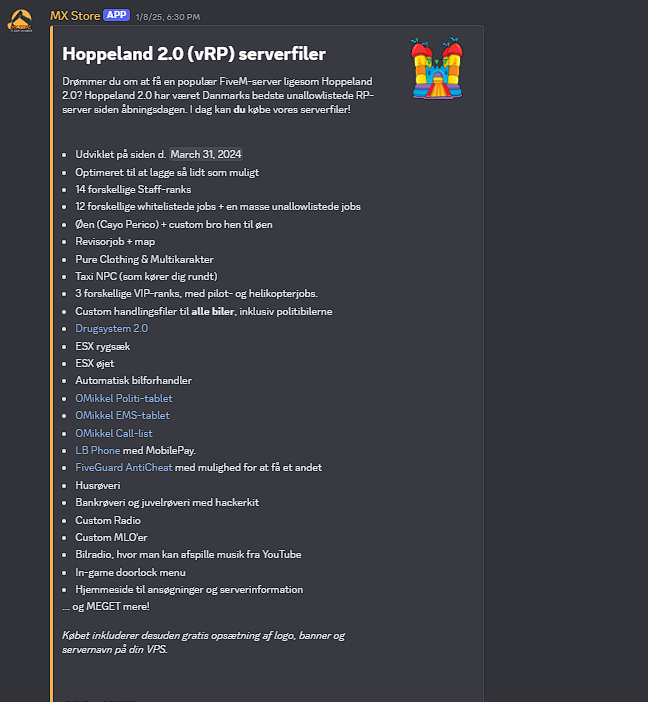 MX Store APP 1/8/25, 6:30 PM
Hoppeland 2.0 (vRP) serverfiler
Drømmer du om at få en populær FiveM-server ligesom Hoppeland
2.0? Hoppeland 2.0 har været Danmarks bedste unallowlistede RP-
server siden åbningsdagen. I dag kan du købe vores serverfiler!
• Udviklet på siden d. March 31, 2024
• Optimeret til at lagge så lidt som muligt
• 14 forskellige Staff-ranks
• 12 forskellige whitelistede jobs + en masse unallowlistede jobs
• Øen (Cayo Perico) + custom bro hen til øen
• Revisorjob + map
• Pure Clothing & Multikarakter
• Taxi NPC (som kører dig rundt)
• 3 forskellige VIP-ranks, med pilot- og helikopterjobs.
• Custom handlingsfiler til alle biler, inklusiv politibilerne
• Drugsystem 2.0
• ESX rygsæk
• ESX øjet
• Automatisk bilforhandler
• OMikkel Politi-tablet
• OMikkel EMS-tablet
• OMikkel Call-list
• LB Phone med MobilePay.
• FiveGuard AntiCheat med mulighed for at få et andet
• Husrøveri
• Bankrøveri og juvelrøveri med hackerkit
• Custom Radio
• Custom MLO'er
• Bilradio, hvor man kan afspille musik fra YouTube
• In-game doorlock menu
• Hjemmeside til ansøgninger og serverinformation
... og MEGET mere!
Købet inkluderer desuden gratis opsætning af logo, banner og
servernavn på din VPS.